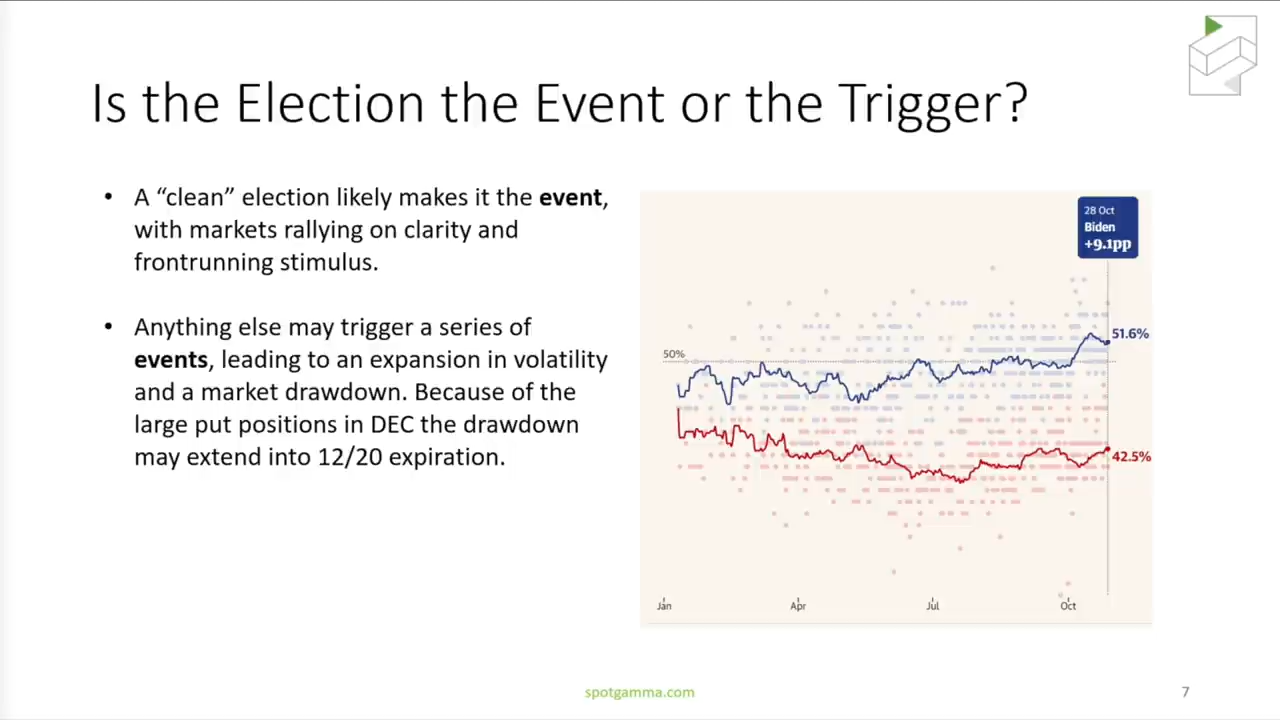 Is the Election the Event or the Trigger?
• A “clean” election likely makes it the event,
with markets rallying on clarity and
frontrunning stimulus.
• Anything else may trigger a series of
events, leading to an expansion in volatility
and a market drawdown. Because of the
large put positions in DEC the drawdown
may extend into 12/20 expiration.
28 Oct
Biden
+9.1pp
51.6%
50%
42.5%
Jan Apr Jul Oct
spotgamma.com
7